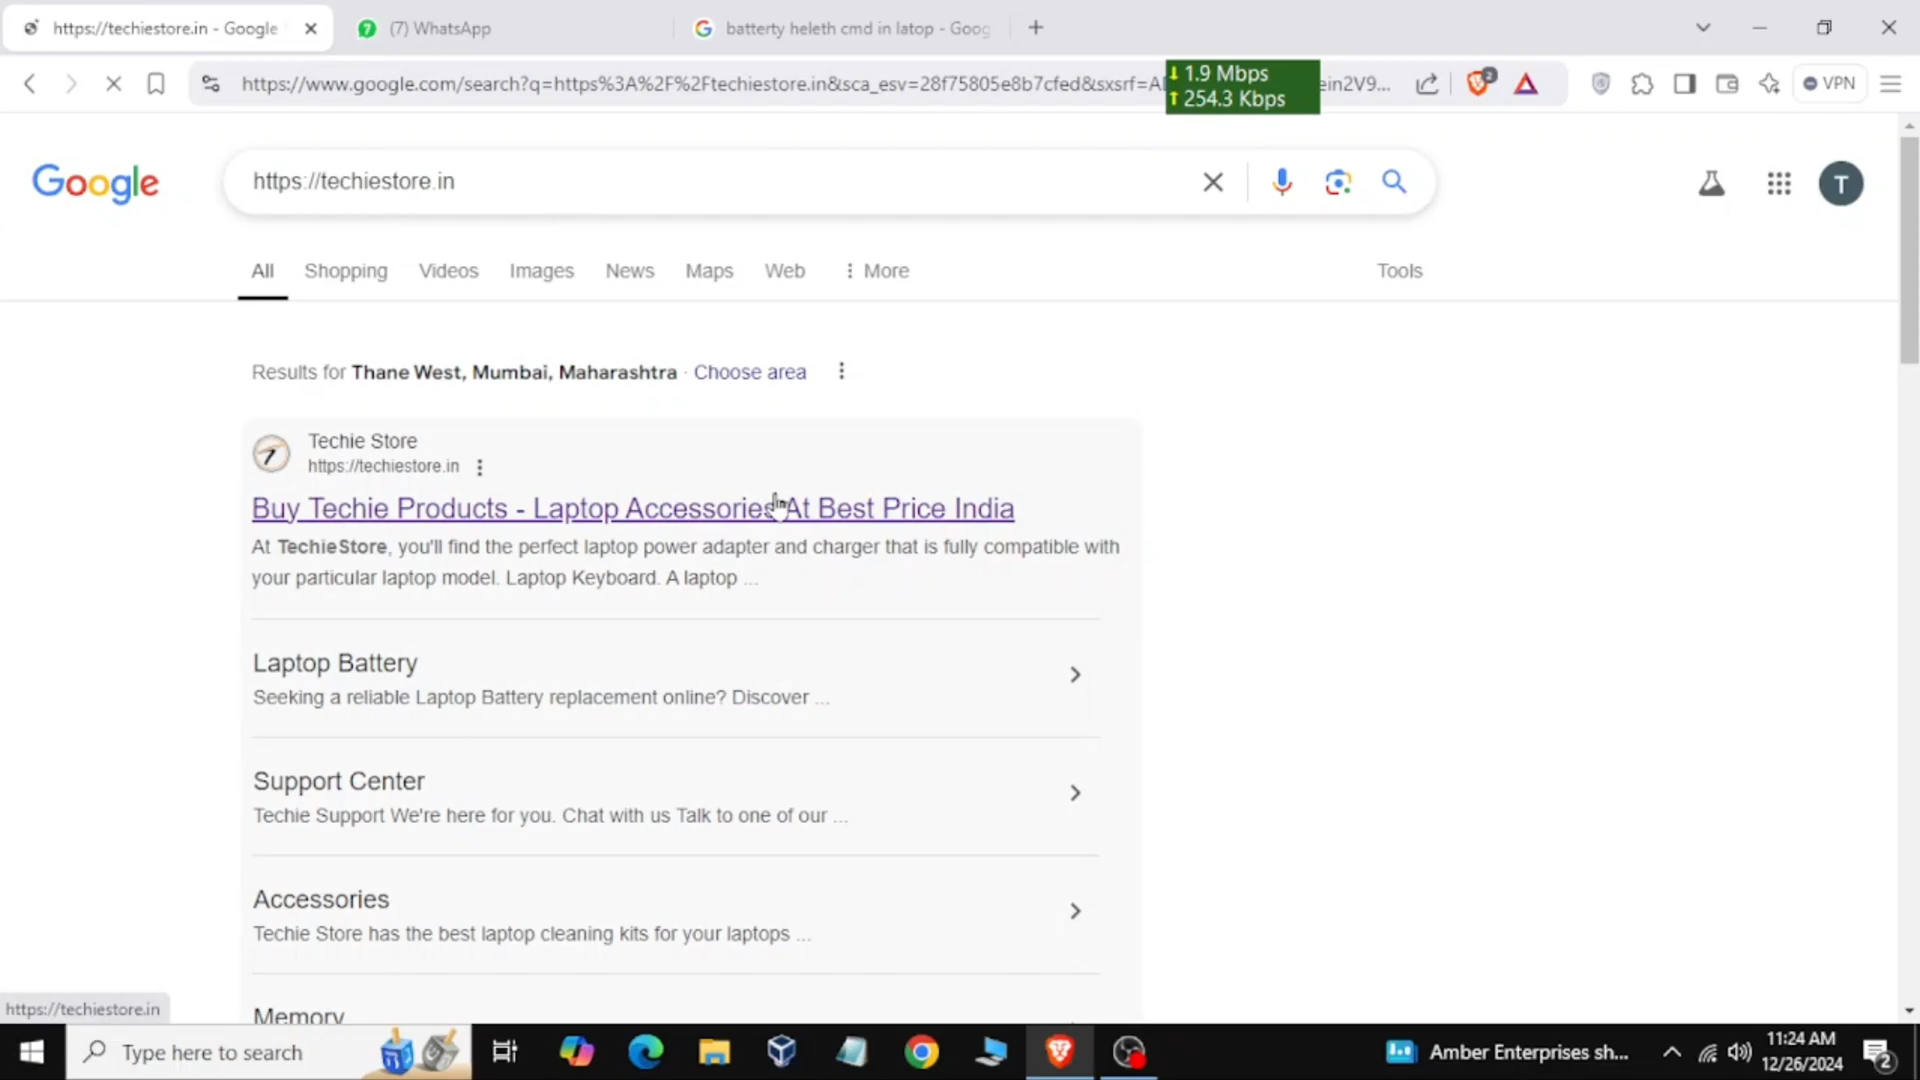 https://techiestore.in - Google
(7) WhatsApp
batterty heleth cmd in latop - Goog
https://www.google.com/search?q=https%3A%2F%2Ftechiestore.in&sca_esv=28f75805e8b7cfed&sxsrf=A
ein2V9...
1.9 Mbps
254.3 Kbps
2
VPN
Google
https://techiestore.in
T
All
Shopping
Videos
Images
News
Maps
Web
More
Tools
Results for Thane West, Mumbai, Maharashtra · Choose area
Techie Store
https://techiestore.in
Buy Techie Products - Laptop Accessories At Best Price India
At TechieStore, you'll find the perfect laptop power adapter and charger that is fully compatible with
your particular laptop model. Laptop Keyboard. A laptop ...
Laptop Battery
Seeking a reliable Laptop Battery replacement online? Discover ...
Support Center
Techie Support We're here for you. Chat with us Talk to one of our ...
Accessories
Techie Store has the best laptop cleaning kits for your laptops ...
Memory
https://techiestore.in
Type here to search
Amber Enterprises sh...
11:24 AM
12/26/2024
2